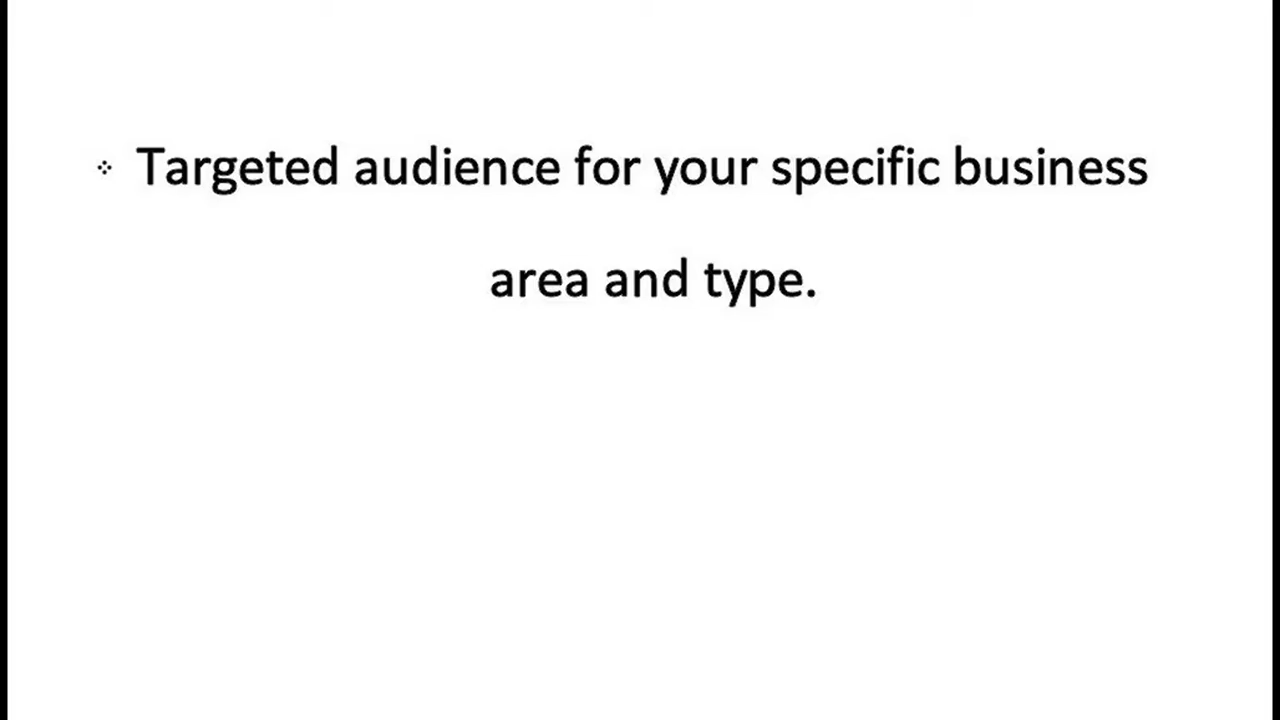 ⁘ Targeted audience for your specific business
area and type.